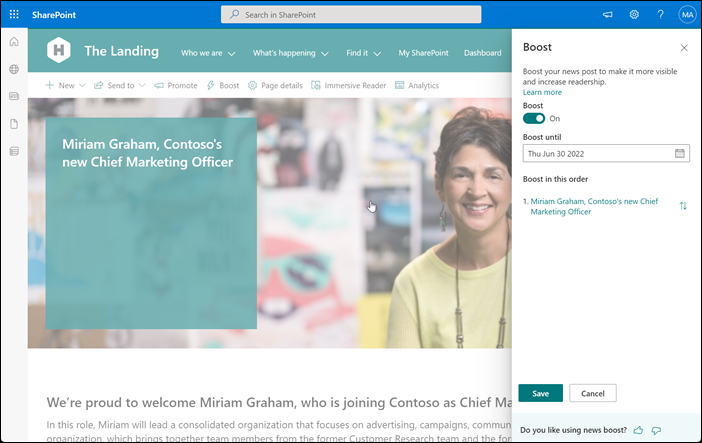 SharePoint
Search in SharePoint
MA
H
The Landing
Who we are
What's happening
Find it
My SharePoint
Dashboard
New
Send to
Promote
Boost
Page details
Immersive Reader
Analytics
Miriam Graham, Contoso's
new Chief Marketing Officer
We're proud to welcome Miriam Graham, who is joining Contoso as Chief Ma
In this role, Miriam will lead a consolidated organization that focuses on advertising, campaigns, commun
organization, which brings together team members from the former Customer Research team and the for
Boost
Boost your news post to make it more visible
and increase readership.
Learn more
Boost
On
Boost until
Thu Jun 30 2022
Boost in this order
1. Miriam Graham, Contoso's new Chief
Marketing Officer
Save
Cancel
Do you like using news boost?